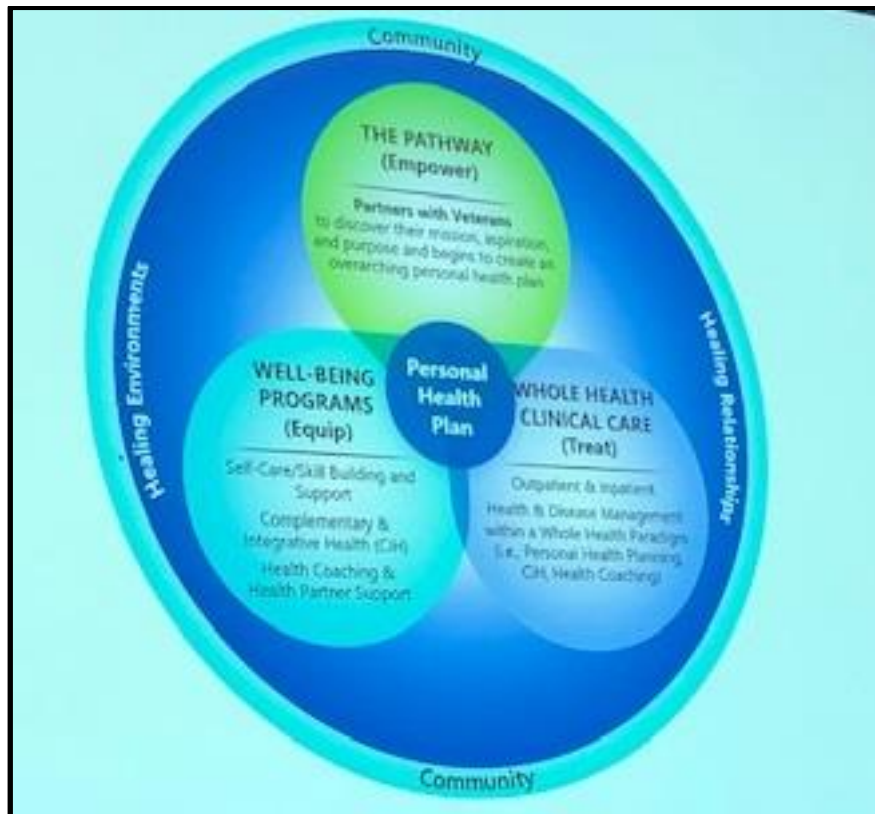 Community
THE PATHWAY
(Empower)
Partners with Veterans
to discover their mission, aspiration,
and purpose and begins to create an
overarching personal health plan
Healing Environments
Healing Relationships
Personal
Health
Plan
WELL-BEING
PROGRAMS
(Equip)
Self-Care/Skill Building and
Support
Complementary &
Integrative Health (CIH)
Health Coaching &
Health Partner Support
WHOLE HEALTH
CLINICAL CARE
(Treat)
Outpatient & Inpatient
Health & Disease Management
within a Whole Health Paradigm
(i.e., Personal Health Planning,
CIH, Health Coaching)
Community